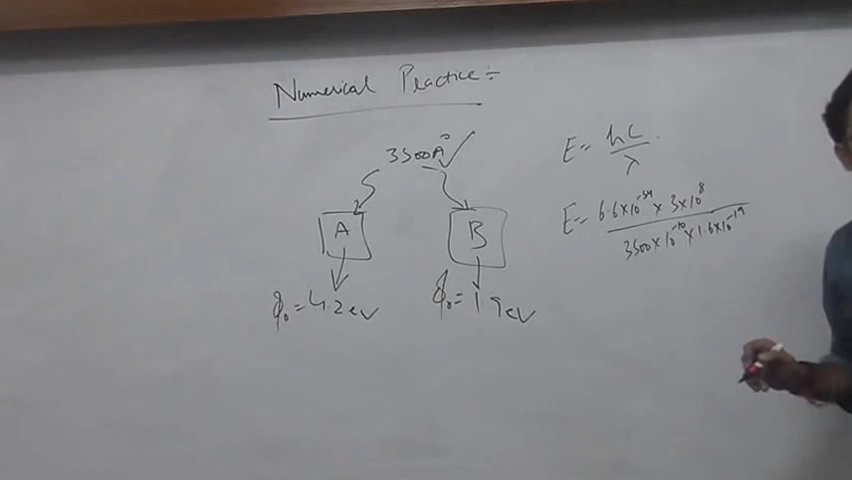 Numerical Practice :-
3500A°
A
B
ϕ₀ = 4.2 eV
ϕ₀ = 1.9 eV
E = hc/λ
E = 6.6×10⁻³⁴ × 3×10⁸ / 3500×10⁻¹⁰ × 1.6×10⁻¹⁹